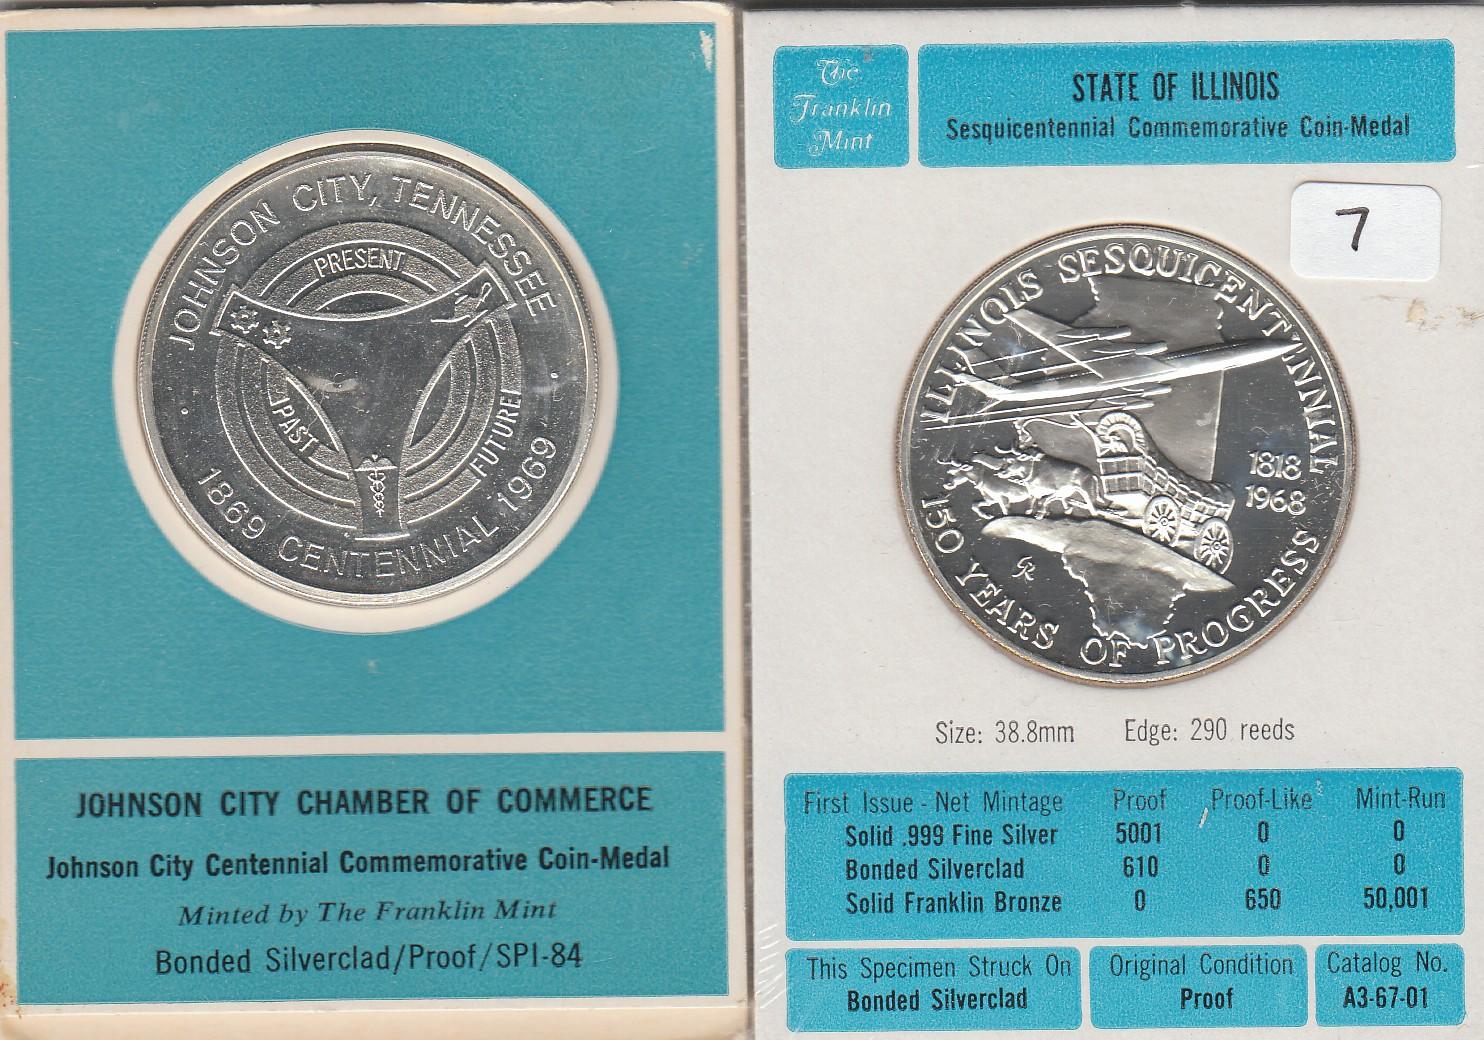 JOHNSON CITY, TENNESSEE
PRESENT
PAST
FUTURE!
1869 CENTENNIAL 1969
JOHNSON CITY CHAMBER OF COMMERCE
Johnson City Centennial Commemorative Coin-Medal
Minted by The Franklin Mint
Bonded Silverclad/Proof/SPI-84
The
Franklin
Mint
STATE OF ILLINOIS
Sesquicentennial Commemorative Coin-Medal
7
ILLINOIS SESQUICENTENNIAL
1818
1968
150 YEARS OF PROGRESS
Size: 38.8mm Edge: 290 reeds
First Issue - Net Mintage Proof Proof-Like Mint-Run
Solid .999 Fine Silver 5001 0 0
Bonded Silverclad 610 0 0
Solid Franklin Bronze 0 650 50,001
This Specimen Struck On
Bonded Silverclad
Original Condition
Proof
Catalog No.
A3-67-01